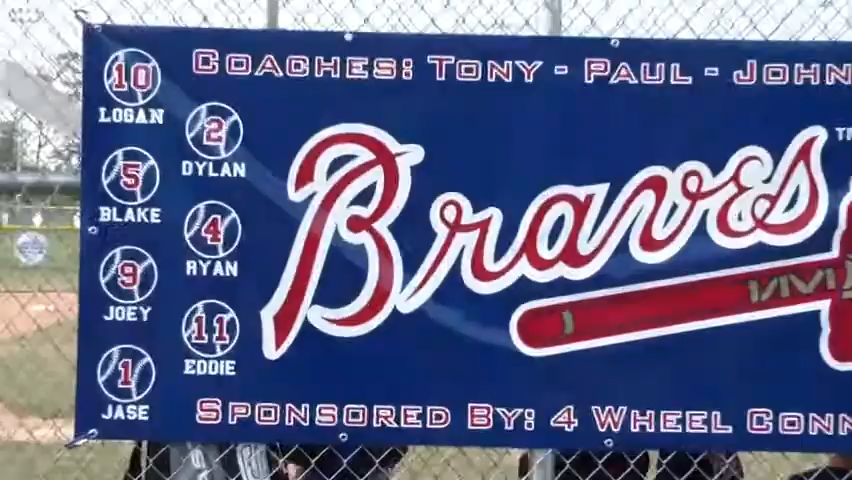 COACHES: TONY - PAUL - JOHN
10
LOGAN
2
DYLAN
5
BLAKE
4
RYAN
9
JOEY
11
EDDIE
1
JASE
Braves
TM
SPONSORED BY: 4 WHEEL CONN